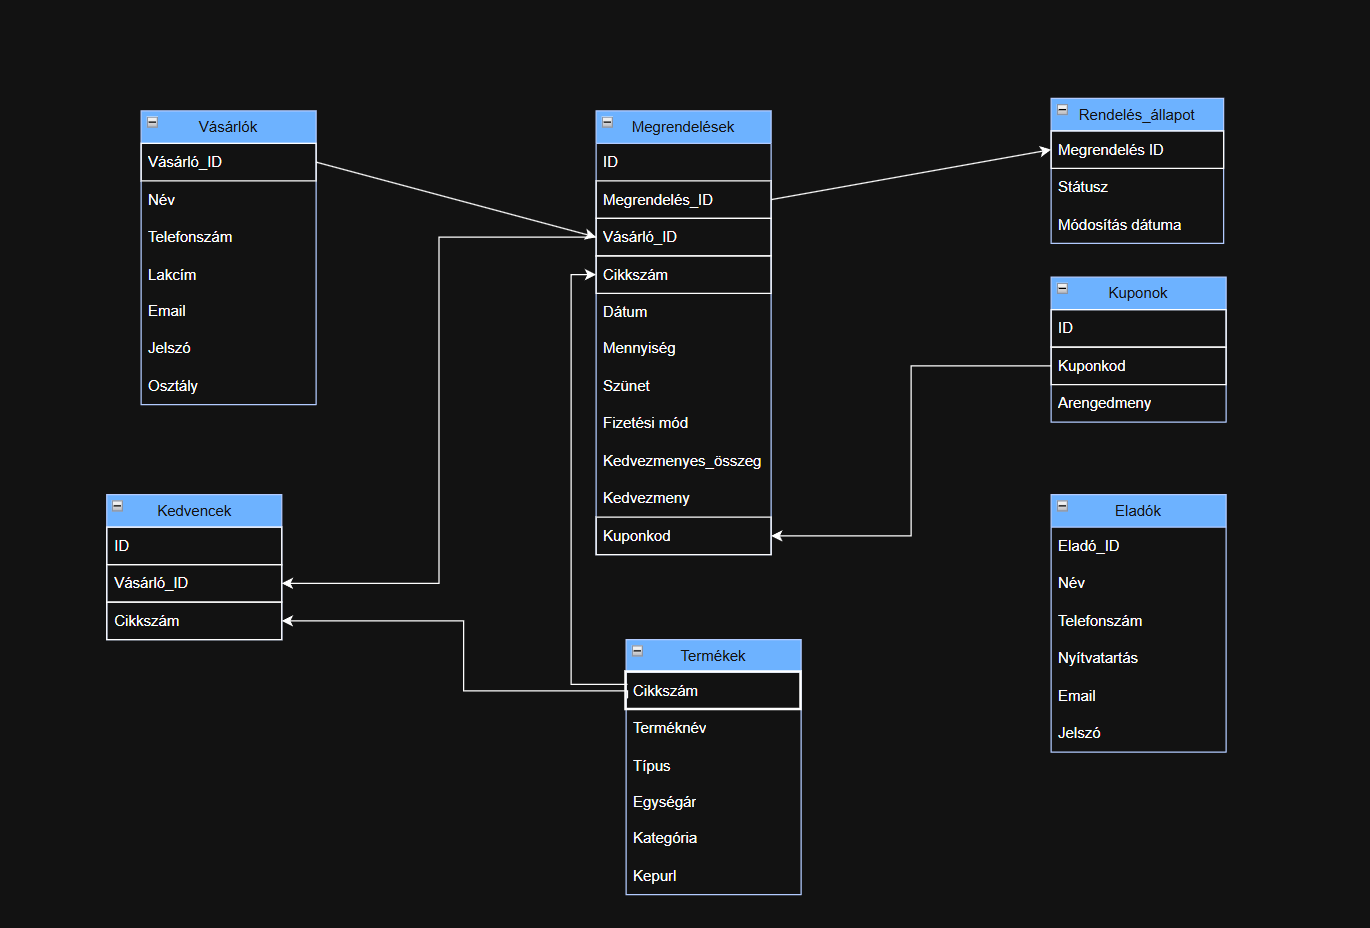 Vásárlók
Vásárló_ID
Név
Telefonszám
Lakcím
Email
Jelszó
Osztály
Megrendelések
ID
Megrendelés_ID
Vásárló_ID
Cikkszám
Dátum
Mennyiség
Szünet
Fizetési mód
Kedvezmenyes_összeg
Kedvezmeny
Kuponkod
Rendelés_állapot
Megrendelés ID
Státusz
Módosítás dátuma
Kuponok
ID
Kuponkod
Arengedmeny
Kedvencek
ID
Vásárló_ID
Cikkszám
Eladók
Eladó_ID
Név
Telefonszám
Nyítvatartás
Email
Jelszó
Termékek
Cikkszám
Terméknév
Típus
Egységár
Kategória
Kepurl